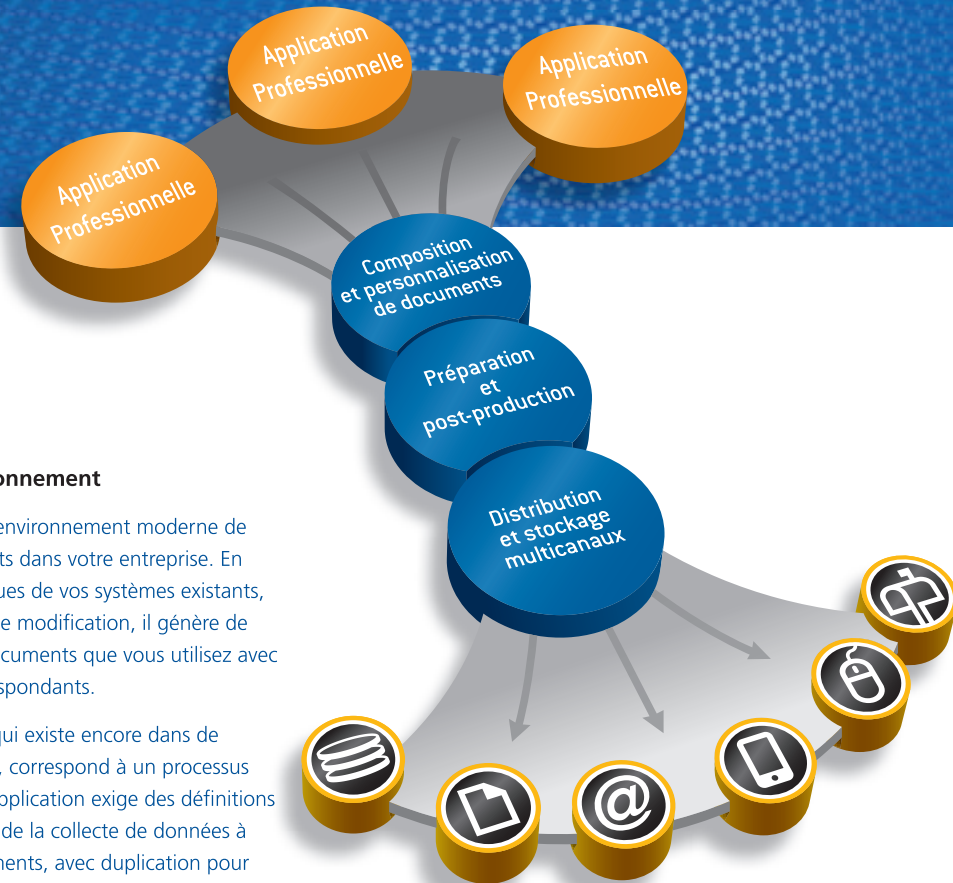 Application
Professionnelle
Application
Professionnelle
Application
Professionnelle
Composition
et personnalisation
de documents
Préparation
et
post-production
Distribution
et stockage
multicanaux
@
onnement
environnement moderne de
ts dans votre entreprise. En
ues de vos systèmes existants,
e modification, il génère de
ocuments que vous utilisez avec
spondants.
qui existe encore dans de
, correspond à un processus
pplication exige des définitions
de la collecte de données à
ments, avec duplication pour